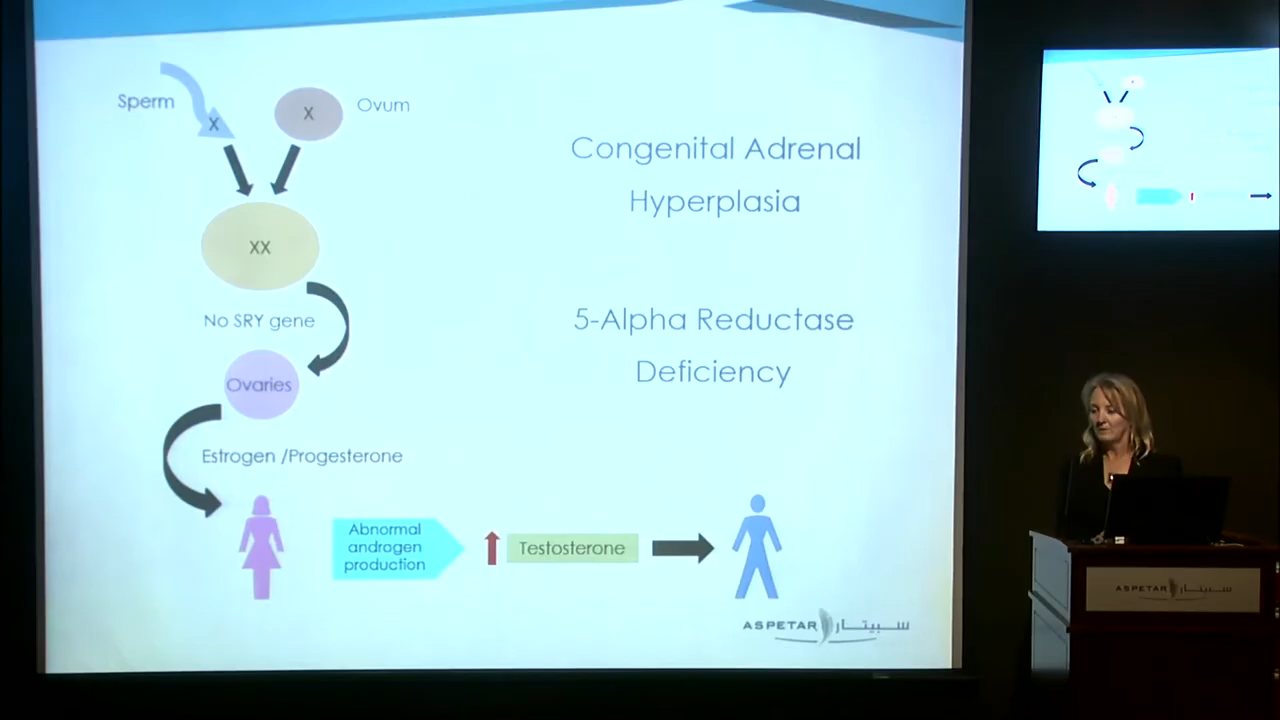 Sperm
X
X
Ovum
XX
No SRY gene
Ovaries
Estrogen /Progesterone
Abnormal
androgen
production
Testosterone
Congenital Adrenal
Hyperplasia
5-Alpha Reductase
Deficiency
ASPETAR سبيتار
ASPETAR سبيتار